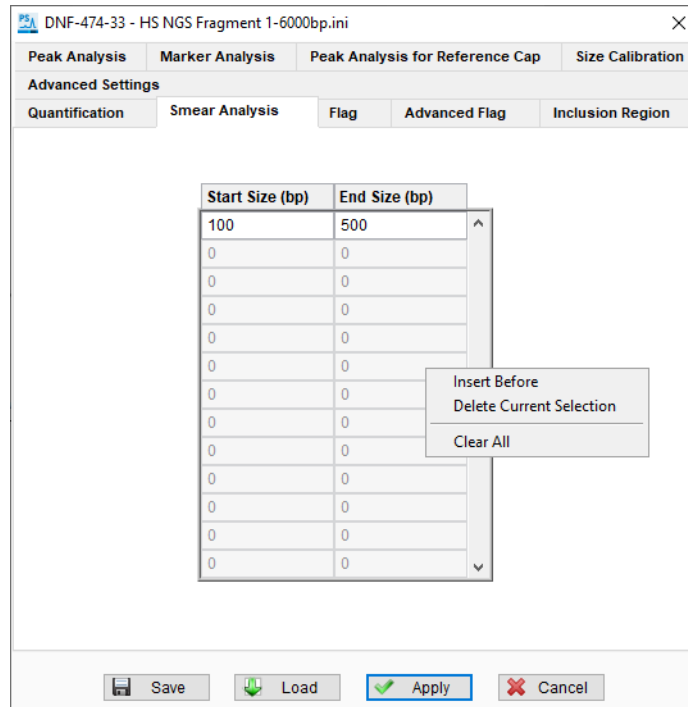 PS DNF-474-33 - HS NGS Fragment 1-6000bp.ini
Peak Analysis Marker Analysis Peak Analysis for Reference Cap Size Calibration
Advanced Settings
Quantification Smear Analysis Flag Advanced Flag Inclusion Region
Start Size (bp) End Size (bp)
100 500
0 0
0 0
0 0
0 0
0 0
0 0
0 0
0 0
0 0
0 0
0 0
0 0
Insert Before
Delete Current Selection
Clear All
Save Load Apply Cancel